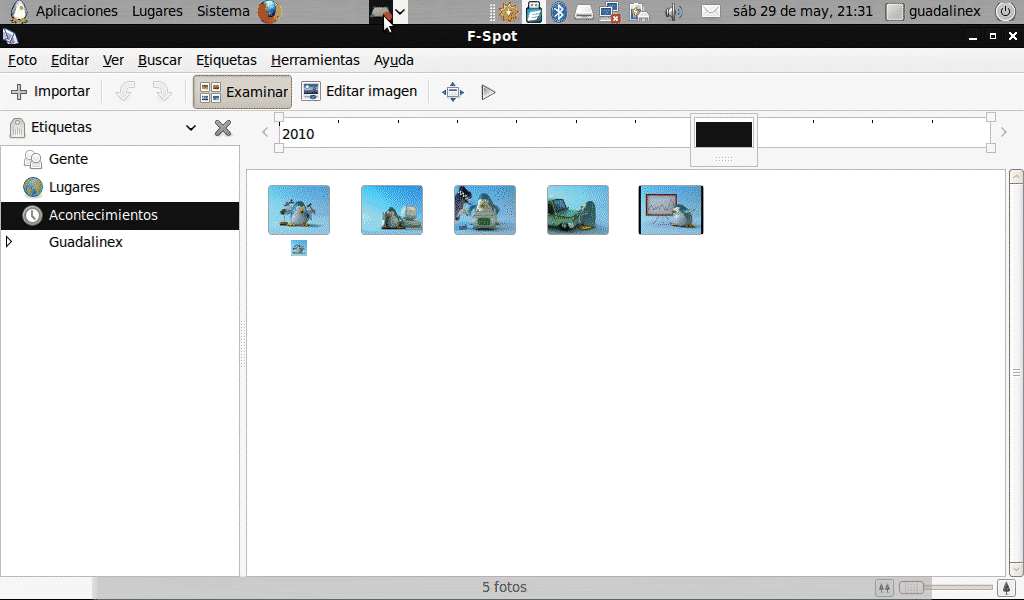 Aplicaciones Lugares Sistema sáb 29 de may, 21:31 guadalinex
F-Spot
Foto Editar Ver Buscar Etiquetas Herramientas Ayuda
Importar Examinar Editar imagen
Etiquetas 2010
Gente
Lugares
Acontecimientos
Guadalinex
5 fotos